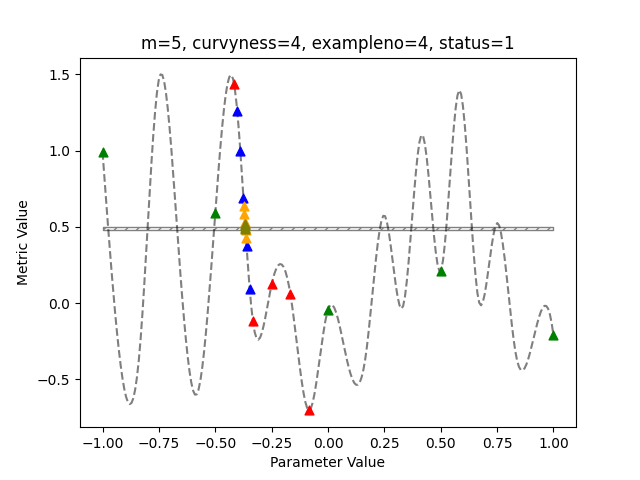 m=5, curvyness=4, exampleno=4, status=1
1.5
1.0
0.5
0.0
−0.5
Metric Value
−1.00 −0.75 −0.50 −0.25 0.00 0.25 0.50 0.75 1.00
Parameter Value